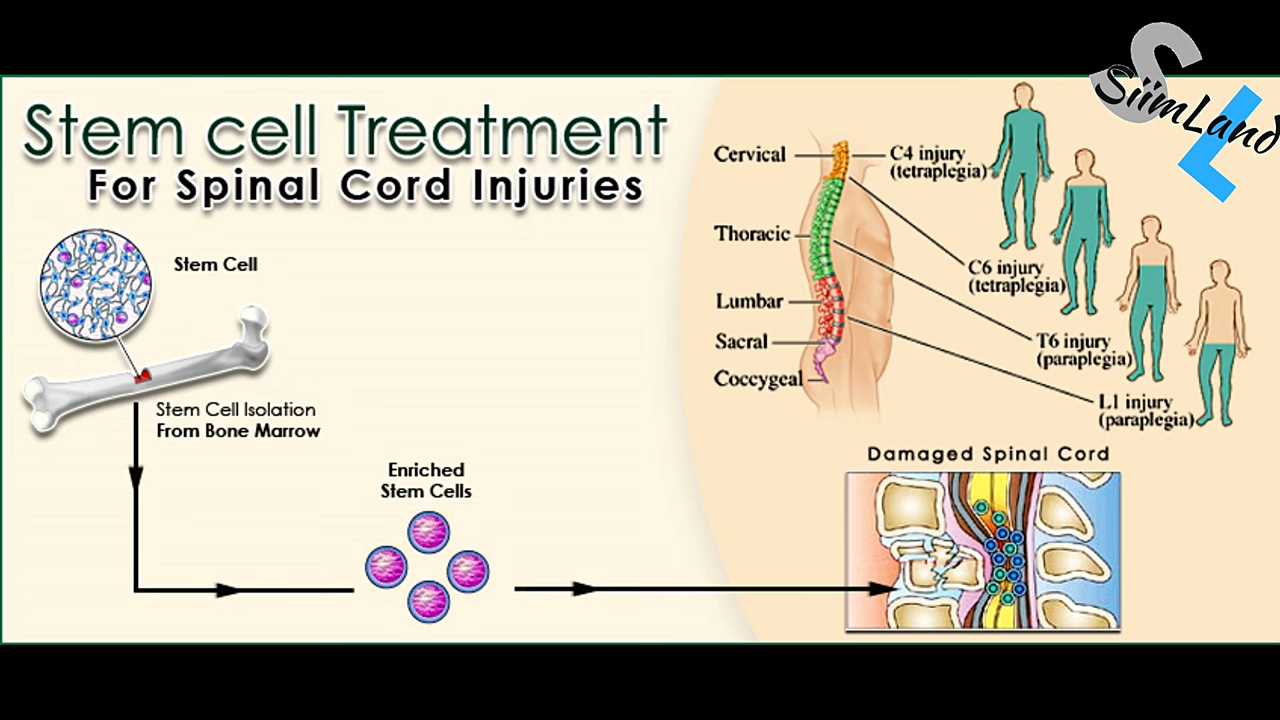 Stem cell Treatment
For Spinal Cord Injuries
Stem Cell
Stem Cell Isolation
From Bone Marrow
Enriched
Stem Cells
Cervical
Thoracic
Lumbar
Sacral
Coccygeal
C4 injury
(tetraplegia)
C6 injury
(tetraplegia)
T6 injury
(paraplegia)
L1 injury
(paraplegia)
Damaged Spinal Cord
SL
SiimLand